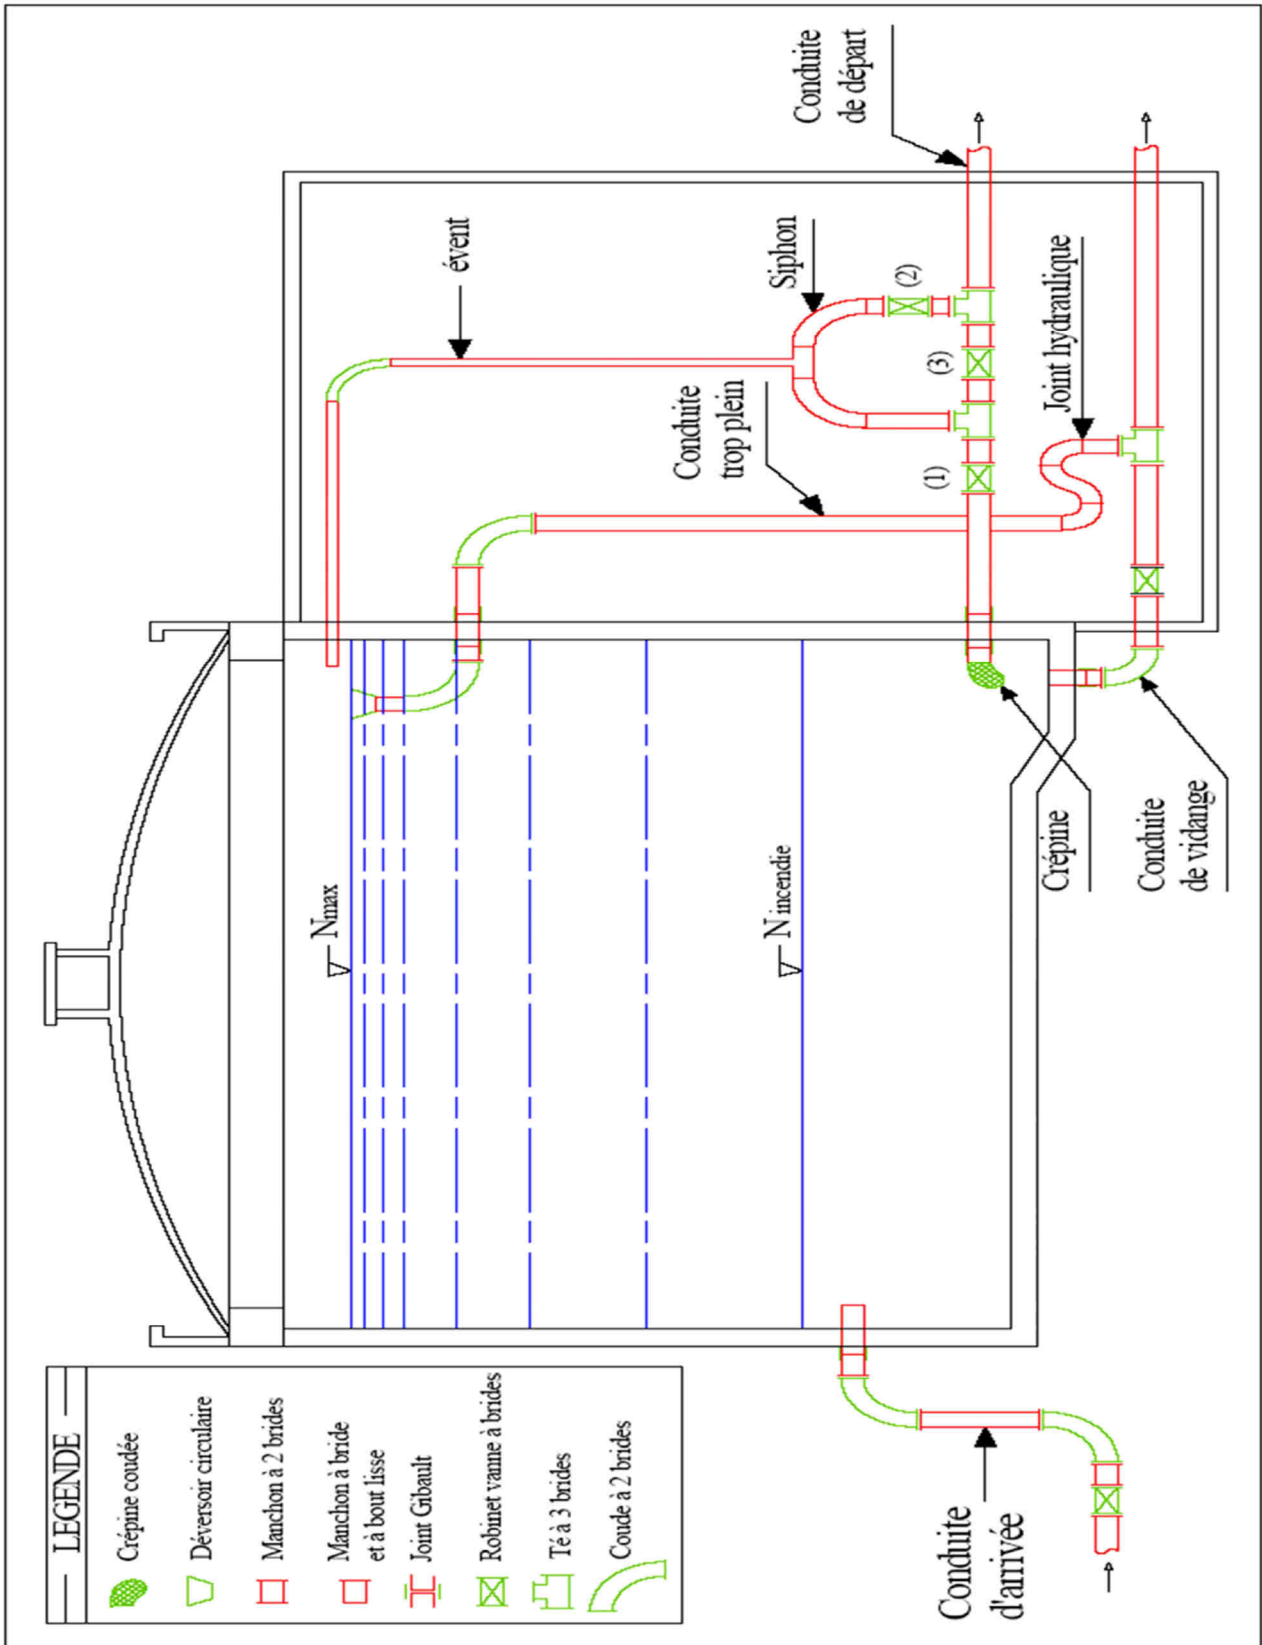 LEGENDE
Crépine coudée
Déversoir circulaire
Manchon à 2 brides
Manchon à bride
et à bout lisse
Joint Gibault
Robinet vanne à brides
Té à 3 brides
Coude à 2 brides
Conduite
d'arrivée
Nmax
N incendie
Crépine
Conduite
de vidange
évent
Conduite
trop plein
Siphon
(1)
(3)
(2)
Joint hydraulique
Conduite
de départ